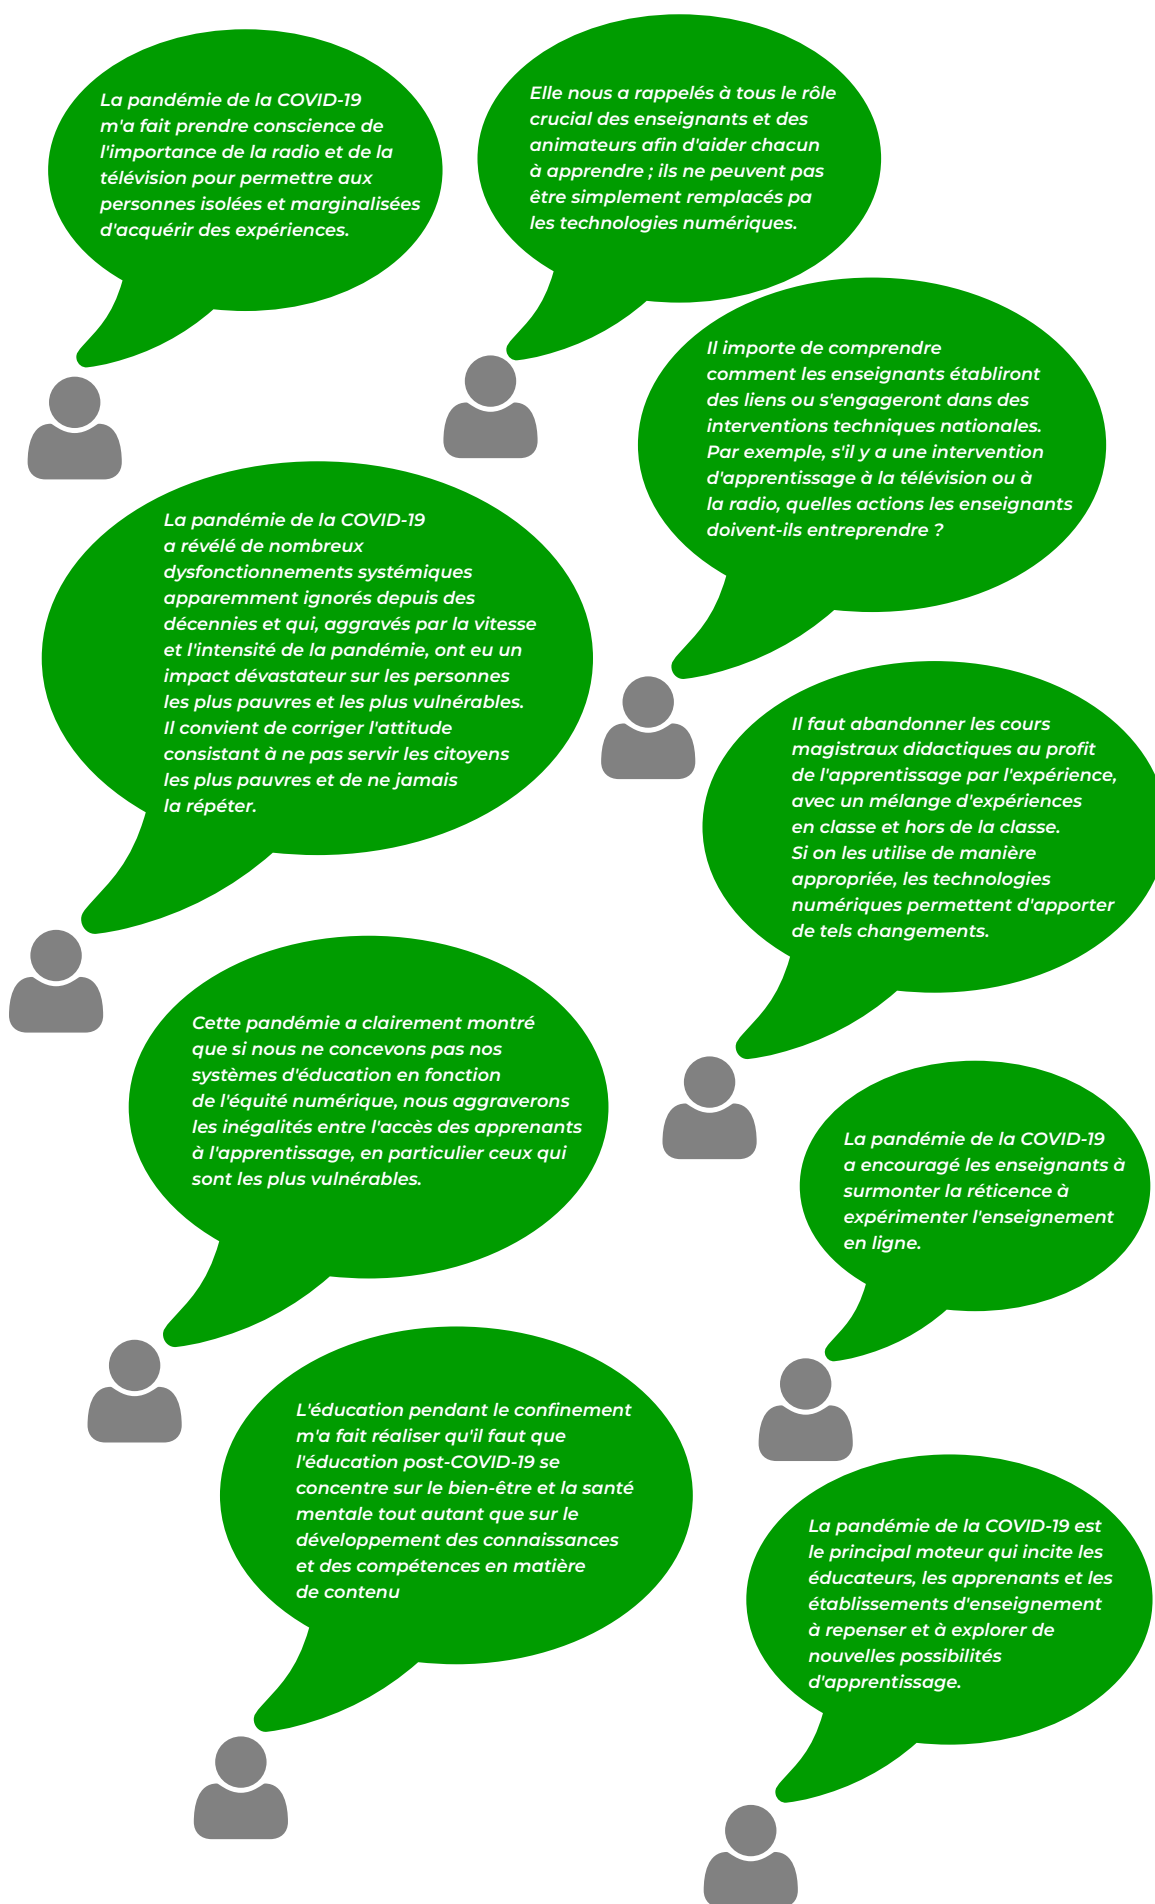 La pandémie de la COVID-19
m'a fait prendre conscience de
l'importance de la radio et de la
télévision pour permettre aux
personnes isolées et marginalisées
d'acquérir des expériences.
Elle nous a rappelés à tous le rôle
crucial des enseignants et des
animateurs afin d'aider chacun
à apprendre ; ils ne peuvent pas
être simplement remplacés pa
les technologies numériques.
Il importe de comprendre
comment les enseignants établiront
des liens ou s'engageront dans des
interventions techniques nationales.
Par exemple, s'il y a une intervention
d'apprentissage à la télévision ou à
la radio, quelles actions les enseignants
doivent-ils entreprendre ?
La pandémie de la COVID-19
a révélé de nombreux
dysfonctionnements systémiques
apparemment ignorés depuis des
décennies et qui, aggravés par la vitesse
et l'intensité de la pandémie, ont eu un
impact dévastateur sur les personnes
les plus pauvres et les plus vulnérables.
Il convient de corriger l'attitude
consistant à ne pas servir les citoyens
les plus pauvres et de ne jamais
la répéter.
Il faut abandonner les cours
magistraux didactiques au profit
de l'apprentissage par l'expérience,
avec un mélange d'expériences
en classe et hors de la classe.
Si on les utilise de manière
appropriée, les technologies
numériques permettent d'apporter
de tels changements.
Cette pandémie a clairement montré
que si nous ne concevons pas nos
systèmes d'éducation en fonction
de l'équité numérique, nous aggraverons
les inégalités entre l'accès des apprenants
à l'apprentissage, en particulier ceux qui
sont les plus vulnérables.
La pandémie de la COVID-19
a encouragé les enseignants à
surmonter la réticence à
expérimenter l'enseignement
en ligne.
L'éducation pendant le confinement
m'a fait réaliser qu'il faut que
l'éducation post-COVID-19 se
concentre sur le bien-être et la santé
mentale tout autant que sur le
développement des connaissances
et des compétences en matière
de contenu
La pandémie de la COVID-19 est
le principal moteur qui incite les
éducateurs, les apprenants et les
établissements d'enseignement
à repenser et à explorer de
nouvelles possibilités
d'apprentissage.